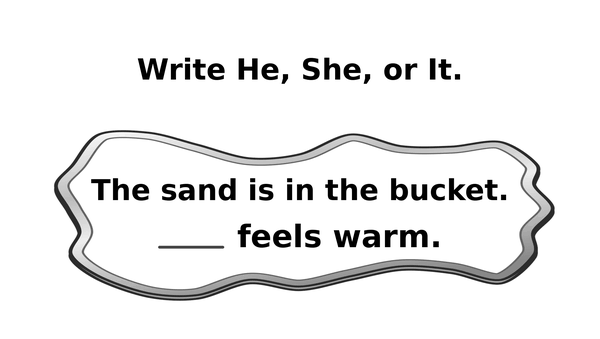 Write He, She, or It.
The sand is in the bucket.
____ feels warm.